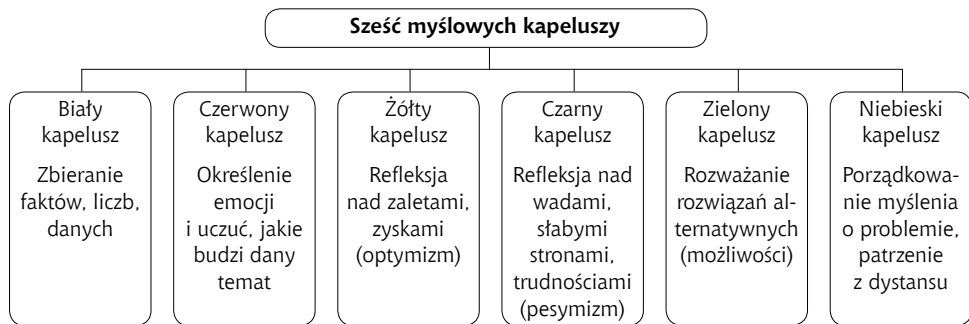 Sześć myślowych kapeluszy
Biały
kapelusz
Zbieranie
faktów, liczb,
danych
Czerwony
kapelusz
Określenie
emocji
i uczuć, jakie
budzi dany
temat
Żółty
kapelusz
Refleksja
nad zaletami,
zyskami
(optymizm)
Czarny
kapelusz
Refleksja nad
wadami,
słabymi
stronami,
trudnościami
(pesymizm)
Zielony
kapelusz
Rozważanie
rozwiązań al-
ternatywnych
(możliwości)
Niebieski
kapelusz
Porządkowa-
nie myślenia
o problemie,
patrzenie
z dystansu